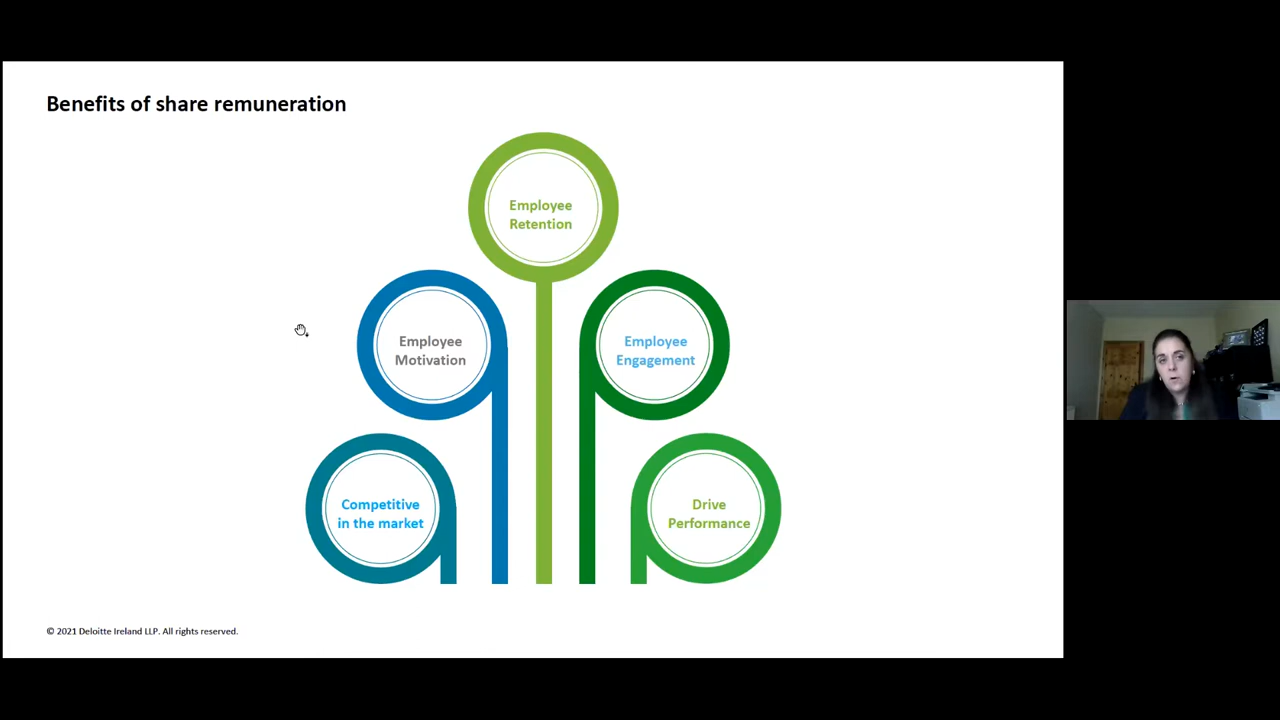 Benefits of share remuneration
Employee
Retention
Employee
Motivation
Employee
Engagement
Competitive
in the market
Drive
Performance
© 2021 Deloitte Ireland LLP. All rights reserved.